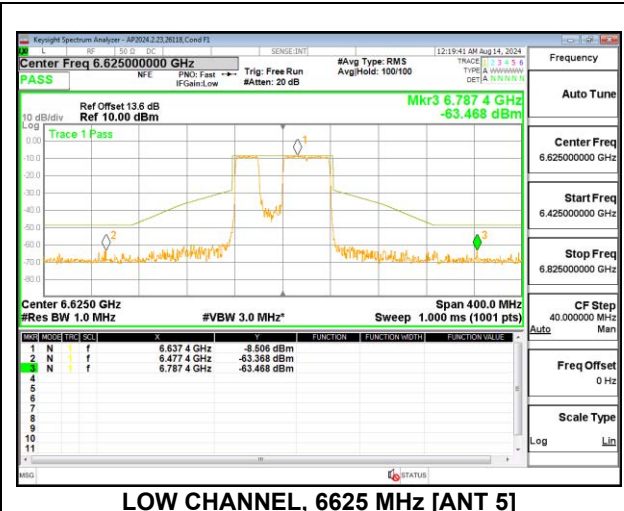 Keysight Spectrum Analyzer - AP2024.2.23,26118,Cond F1
L RF 50 Ω DC SENSE:INT 12:19:41 AM Aug 14, 2024
Center Freq 6.625000000 GHz
PASS
NFE PNO: Fast IFGain:Low
Trig: Free Run #Atten: 20 dB
#Avg Type: RMS Avg|Hold: 100/100
TRACE 1 2 3 4 5 6
TYPE A WWWWW
DET A N N N N N
Frequency
Auto Tune
Center Freq
6.625000000 GHz
Start Freq
6.425000000 GHz
Stop Freq
6.825000000 GHz
CF Step
40.000000 MHz
Auto Man
Freq Offset
0 Hz
Scale Type
Log Lin
Ref Offset 13.6 dB
10 dB/div Ref 10.00 dBm
Mkr3 6.787 4 GHz
-63.468 dBm
Log
Trace 1 Pass
0.00
-10.0
-20.0
-30.0
-40.0
-50.0
-60.0
-70.0
-80.0
1
2
3
Center 6.6250 GHz Span 400.0 MHz
#Res BW 1.0 MHz #VBW 3.0 MHz* Sweep 1.000 ms (1001 pts)
MKR MODE TRC SCL X Y FUNCTION FUNCTION WIDTH FUNCTION VALUE
1 N 1 f 6.637 4 GHz -8.506 dBm
2 N 1 f 6.477 4 GHz -63.368 dBm
3 N 1 f 6.787 4 GHz -63.468 dBm
4
5
6
7
8
9
10
11
MSG STATUS
LOW CHANNEL, 6625 MHz [ANT 5]